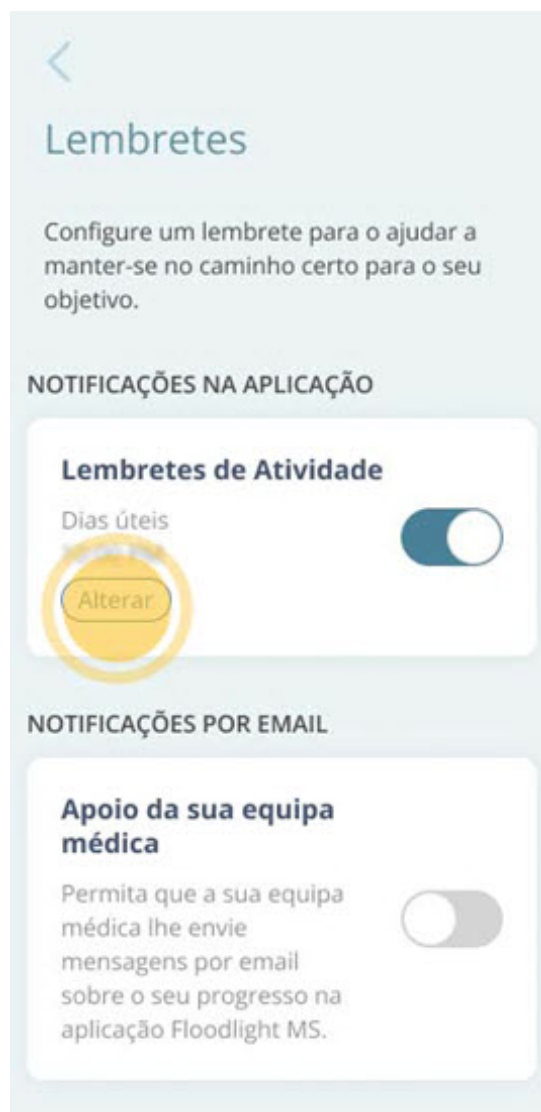 Lembretes
Configure um lembrete para o ajudar a
manter-se no caminho certo para o seu
objetivo.
NOTIFICAÇÕES NA APLICAÇÃO
Lembretes de Atividade
Dias úteis
Alterar
NOTIFICAÇÕES POR EMAIL
Apoio da sua equipa
médica
Permita que a sua equipa
médica lhe envie
mensagens por email
sobre o seu progresso na
aplicação Floodlight MS.